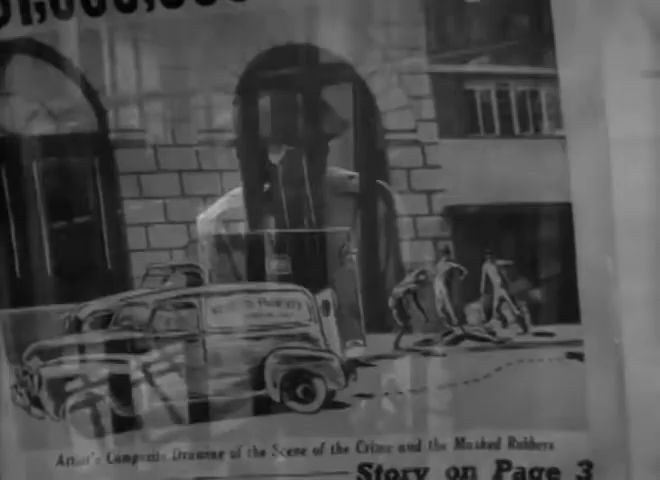 $1,000,000
Artist's Composite Drawing of the Scene of the Crime and the Masked Robbers
Story on Page 3